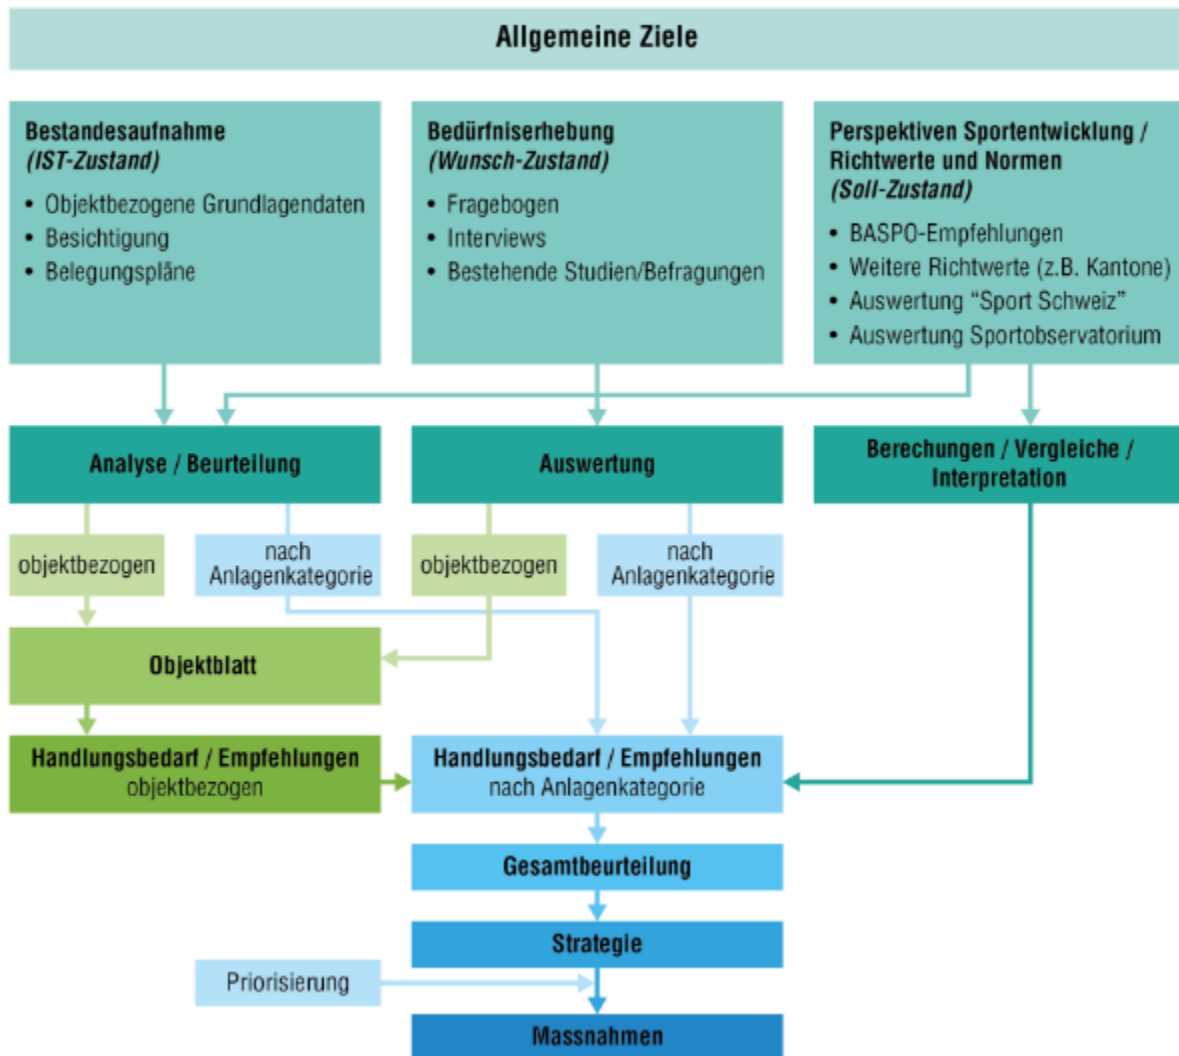 Allgemeine Ziele
Bestandesaufnahme
(IST-Zustand)
• Objektbezogene Grundlagendaten
• Besichtigung
• Belegungspläne
Bedürfniserhebung
(Wunsch-Zustand)
• Fragebogen
• Interviews
• Bestehende Studien/Befragungen
Perspektiven Sportentwicklung /
Richtwerte und Normen
(Soll-Zustand)
• BASPO-Empfehlungen
• Weitere Richtwerte (z.B. Kantone)
• Auswertung “Sport Schweiz”
• Auswertung Sportobservatorium
Analyse / Beurteilung
Auswertung
Berechungen / Vergleiche /
Interpretation
objektbezogen
nach
Anlagenkategorie
objektbezogen
nach
Anlagenkategorie
Objektblatt
Handlungsbedarf / Empfehlungen
objektbezogen
Handlungsbedarf / Empfehlungen
nach Anlagenkategorie
Gesamtbeurteilung
Strategie
Priorisierung
Massnahmen